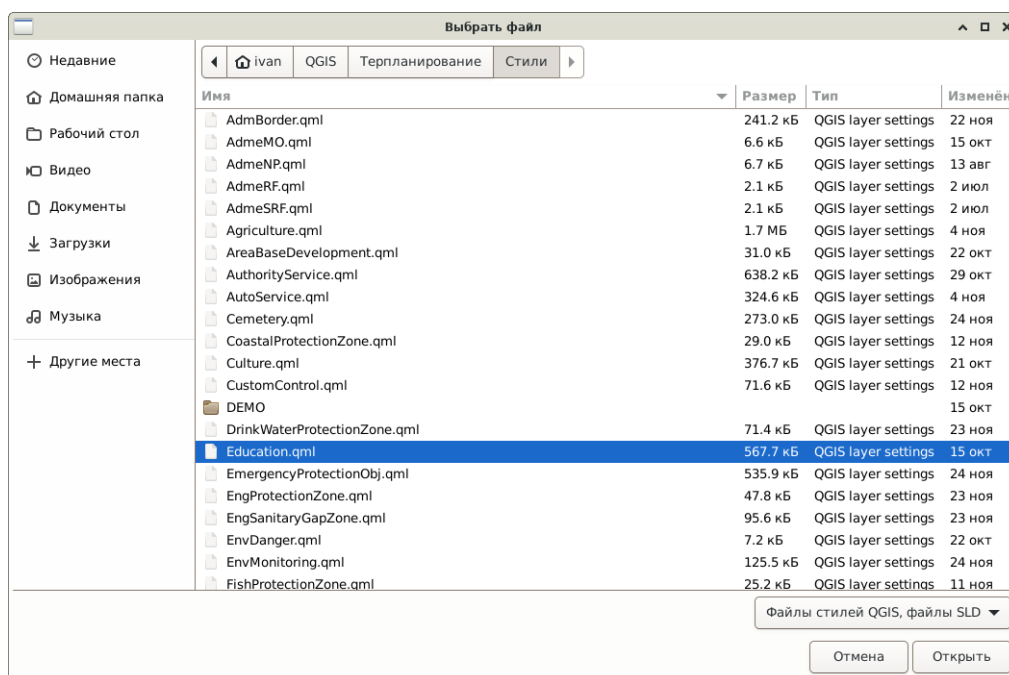 Выбрать файл
Недавние
Домашняя папка
Рабочий стол
Видео
Документы
Загрузки
Изображения
Музыка
Другие места
ivan QGIS Терпланирование Стили
Имя Размер Тип Изменён
AdmBorder.qml 241.2 кБ QGIS layer settings 22 ноя
AdmeMO.qml 6.6 кБ QGIS layer settings 15 окт
AdmeNP.qml 6.7 кБ QGIS layer settings 13 авг
AdmeRF.qml 2.1 кБ QGIS layer settings 2 июл
AdmeSRF.qml 2.1 кБ QGIS layer settings 2 июл
Agriculture.qml 1.7 МБ QGIS layer settings 4 ноя
AreaBaseDevelopment.qml 31.0 кБ QGIS layer settings 22 окт
AuthorityService.qml 638.2 кБ QGIS layer settings 29 окт
AutoService.qml 324.6 кБ QGIS layer settings 4 ноя
Cemetery.qml 273.0 кБ QGIS layer settings 24 ноя
CoastalProtectionZone.qml 29.0 кБ QGIS layer settings 12 ноя
Culture.qml 376.7 кБ QGIS layer settings 21 окт
CustomControl.qml 71.6 кБ QGIS layer settings 12 ноя
DEMO 15 окт
DrinkWaterProtectionZone.qml 71.4 кБ QGIS layer settings 23 ноя
Education.qml 567.7 кБ QGIS layer settings 15 окт
EmergencyProtectionObj.qml 535.9 кБ QGIS layer settings 24 ноя
EngProtectionZone.qml 47.8 кБ QGIS layer settings 23 ноя
EngSanitaryGapZone.qml 95.6 кБ QGIS layer settings 23 ноя
EnvDanger.qml 7.2 кБ QGIS layer settings 22 окт
EnvMonitoring.qml 125.5 кБ QGIS layer settings 24 ноя
FishProtectionZone.qml 25.2 кБ QGIS layer settings 11 ноя
Файлы стилей QGIS, файлы SLD
Отмена Открыть